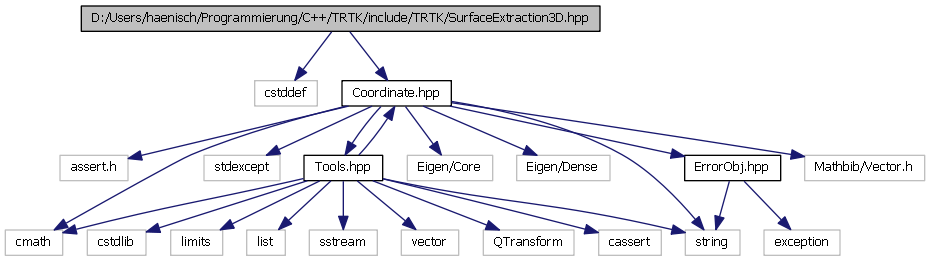 D:/Users/haenisch/Programmierung/C++/TRTK/include/TRTK/SurfaceExtraction3D.hpp
cstddef
Coordinate.hpp
assert.h
stdexcept
Tools.hpp
Eigen/Core
Eigen/Dense
ErrorObj.hpp
Mathbib/Vector.h
cmath
cstdlib
limits
list
sstream
vector
QTransform
cassert
string
exception